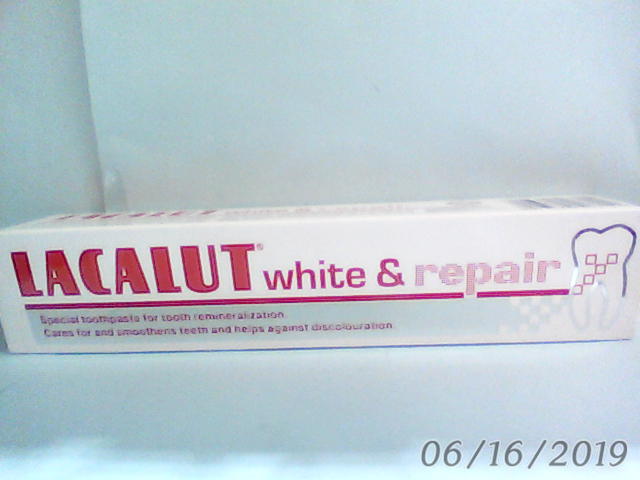 LACALUT® white & repair
Special toothpaste for tooth remineralization.
Cares for and smoothens teeth and helps against discolouration.
06/16/2019